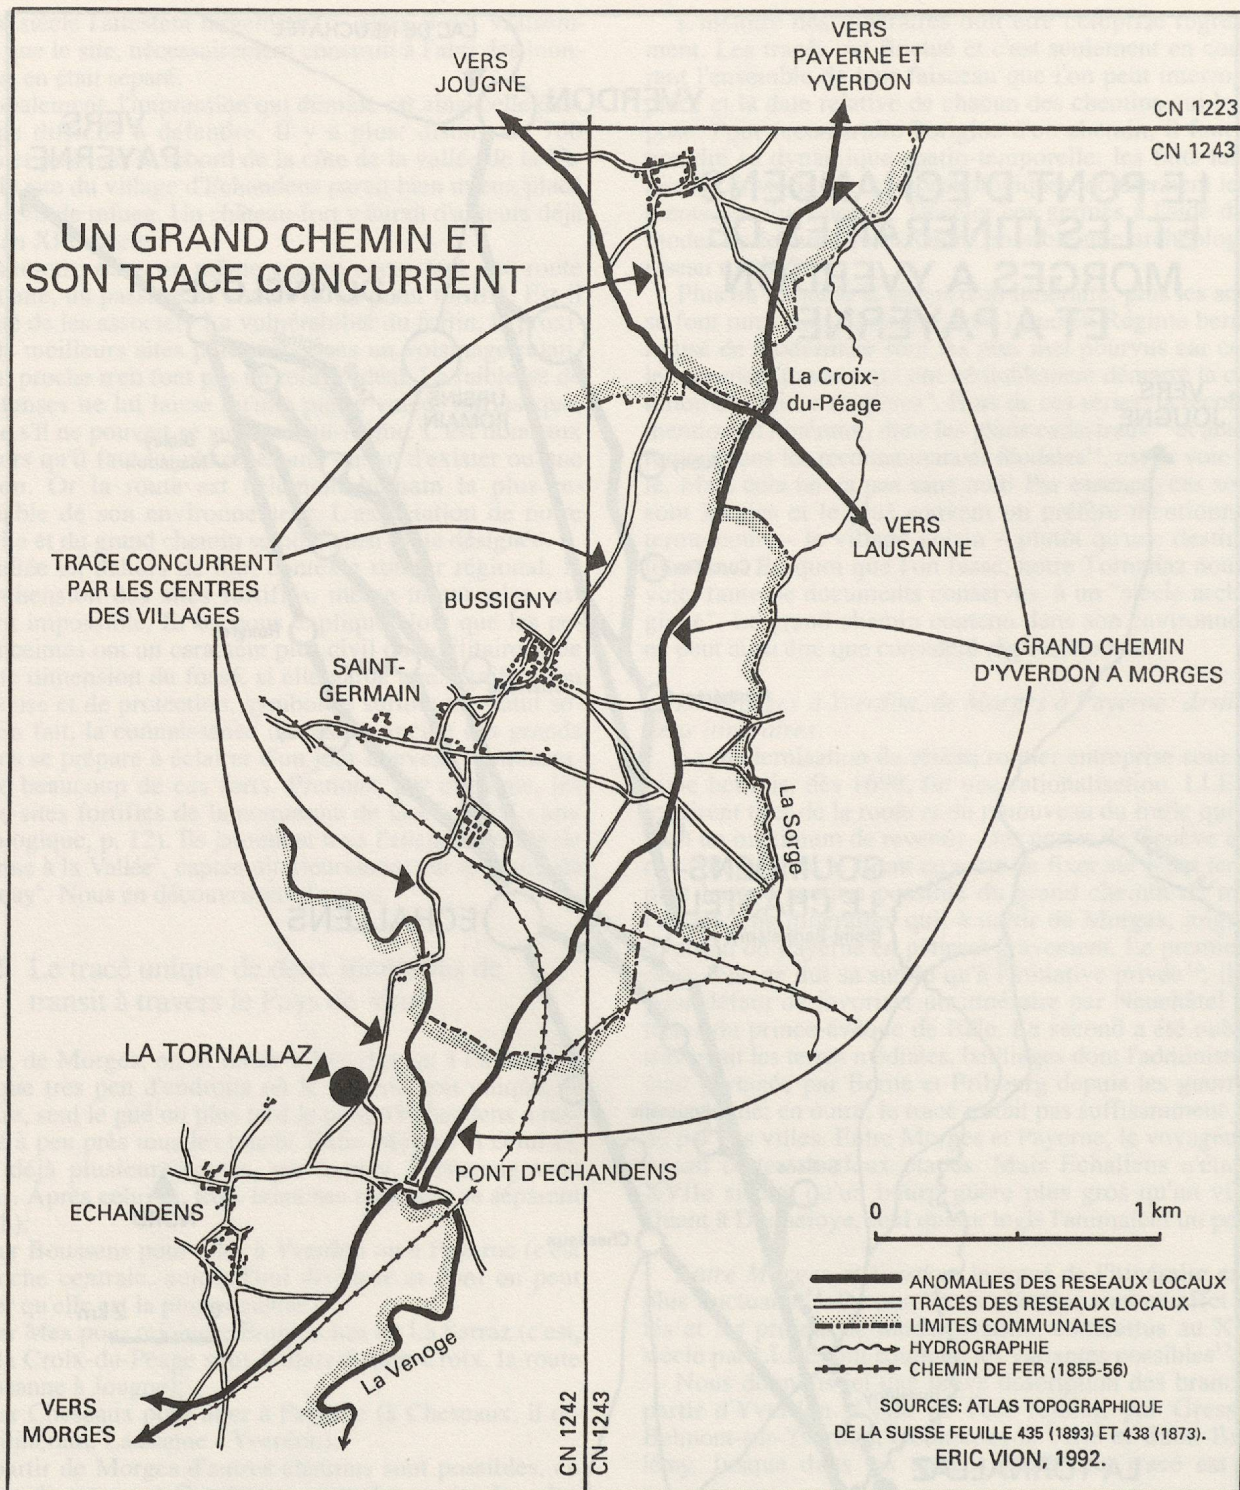 VERS
JOUGNE
VERS
PAYERNE ET
YVERDON
CN 1223
CN 1243
UN GRAND CHEMIN ET
SON TRACE CONCURRENT
La Croix-
du-Péage
VERS
LAUSANNE
TRACE CONCURRENT
PAR LES CENTRES
DES VILLAGES
BUSSIGNY
SAINT-
GERMAIN
GRAND CHEMIN
D'YVERDON A MORGES
La Sorge
LA TORNALLAZ
PONT D'ECHANDENS
ECHANDENS
La Venoge
VERS
MORGES
CN 1242
CN 1243
0 1 km
ANOMALIES DES RESEAUX LOCAUX
TRACÉS DES RESEAUX LOCAUX
LIMITES COMMUNALES
HYDROGRAPHIE
CHEMIN DE FER (1855-56)
SOURCES: ATLAS TOPOGRAPHIQUE
DE LA SUISSE FEUILLE 435 (1893) ET 438 (1873).
ERIC VION, 1992.